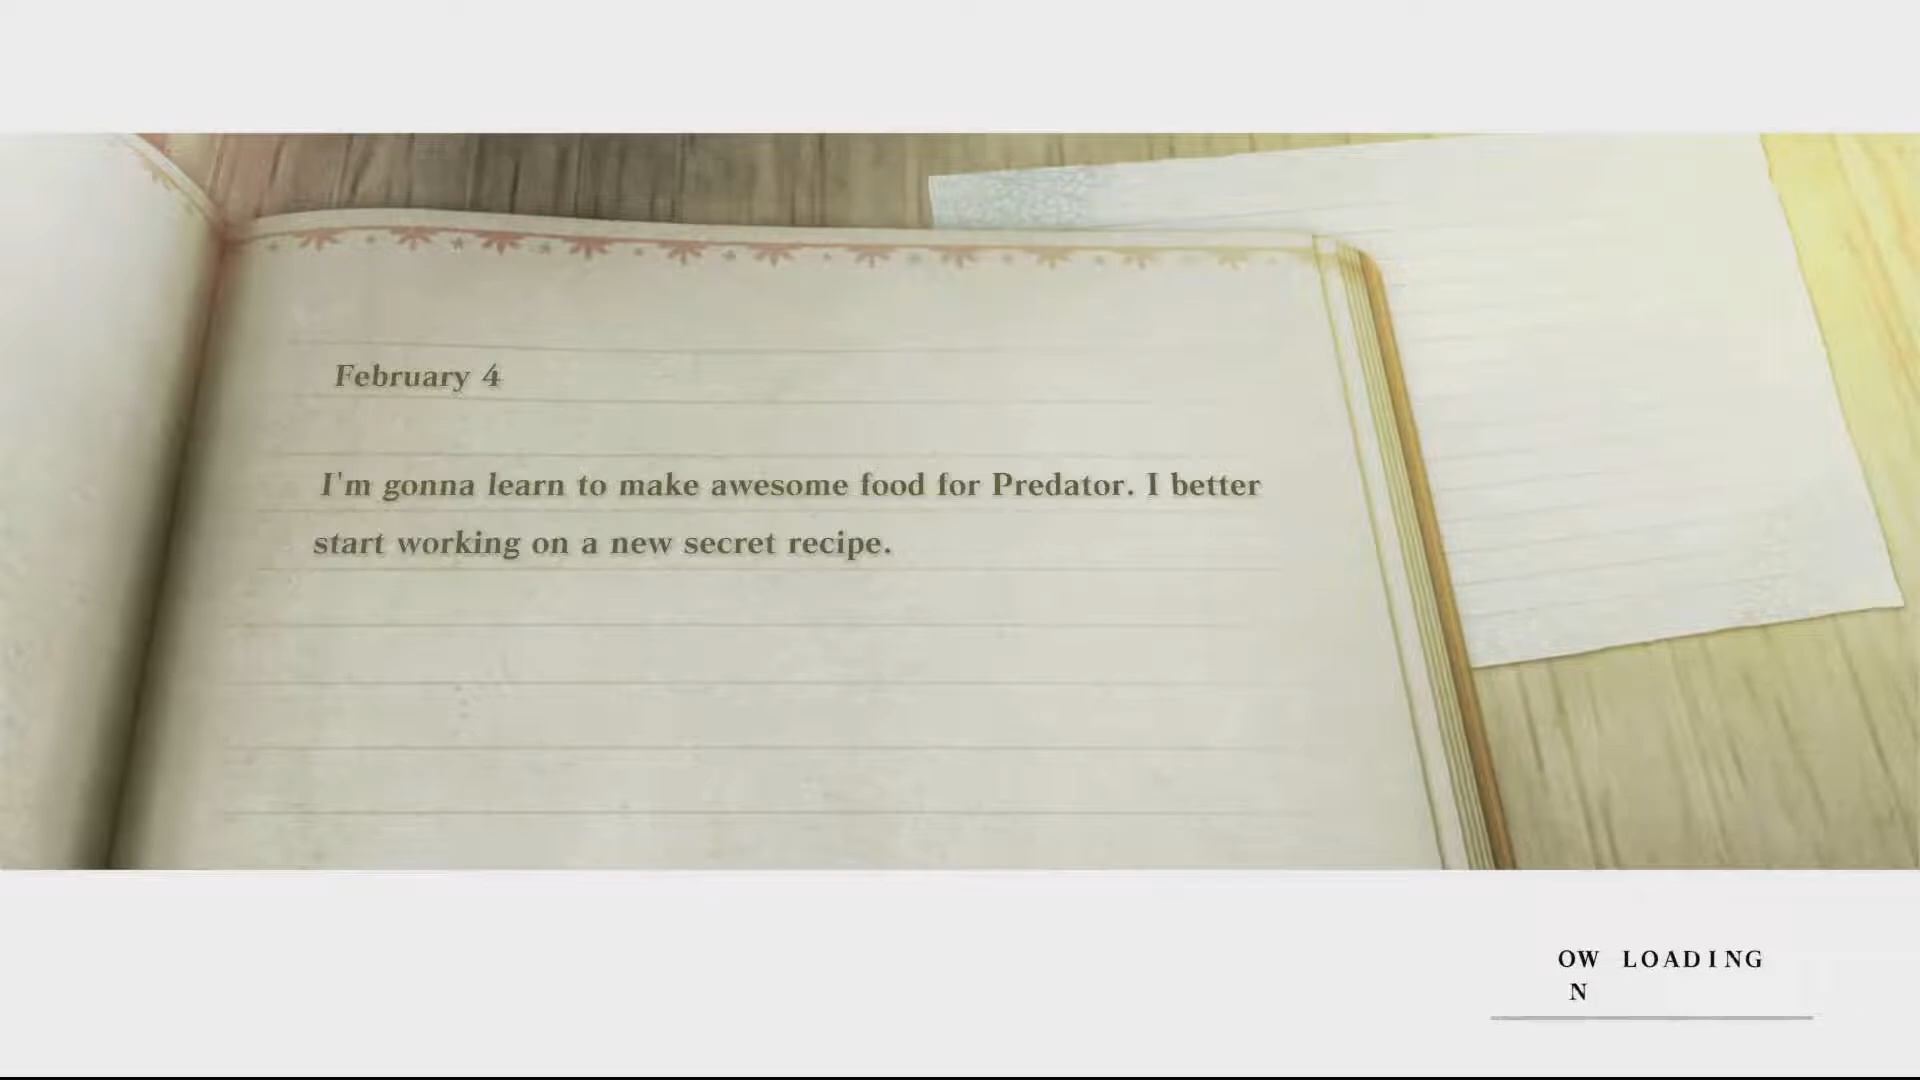 February 4
I'm gonna learn to make awesome food for Predator. I better
start working on a new secret recipe.
OW LOADING
N